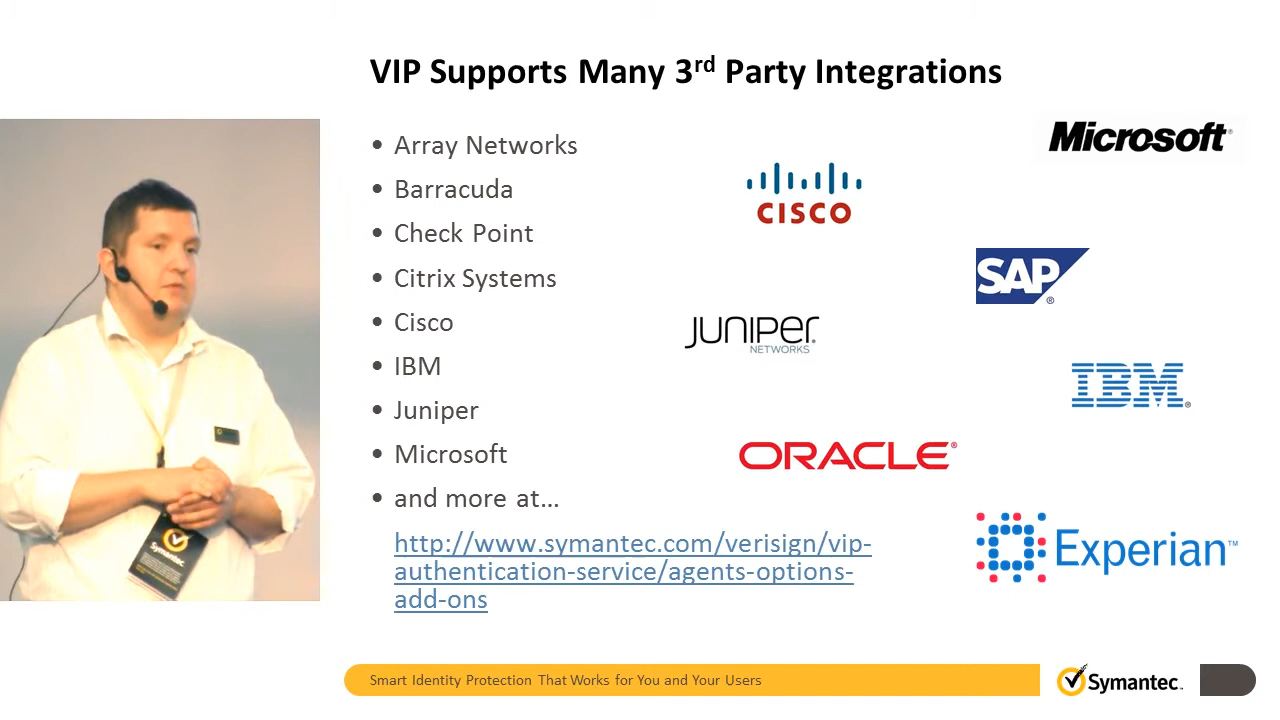 VIP Supports Many 3rd Party Integrations
• Array Networks
• Barracuda
• Check Point
• Citrix Systems
• Cisco
• IBM
• Juniper
• Microsoft
• and more at…
http://www.symantec.com/verisign/vip-
authentication-service/agents-options-
add-ons
Microsoft®
CISCO
SAP®
JUNIPER®
NETWORKS
IBM®
ORACLE®
Experian™
Symantec
Smart Identity Protection That Works for You and Your Users
Symantec™